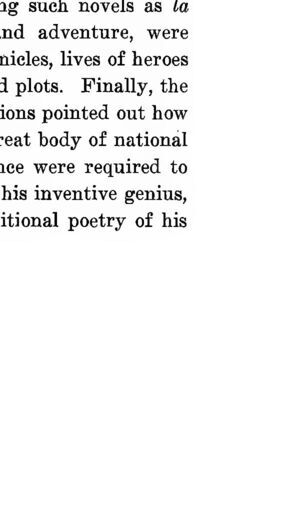 ng such novels as la
and adventure, were
nicles, lives of heroes
d plots. Finally, the
ions pointed out how
reat body of national
nce were required to
his inventive genius,
itional poetry of his